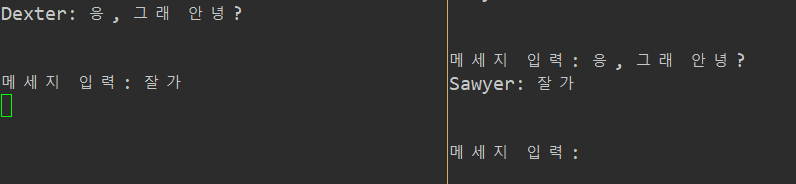 Dexter: 응, 그래 안녕?
메세지 입력: 잘가
메세지 입력: 응, 그래 안녕?
Sawyer: 잘가
메세지 입력: